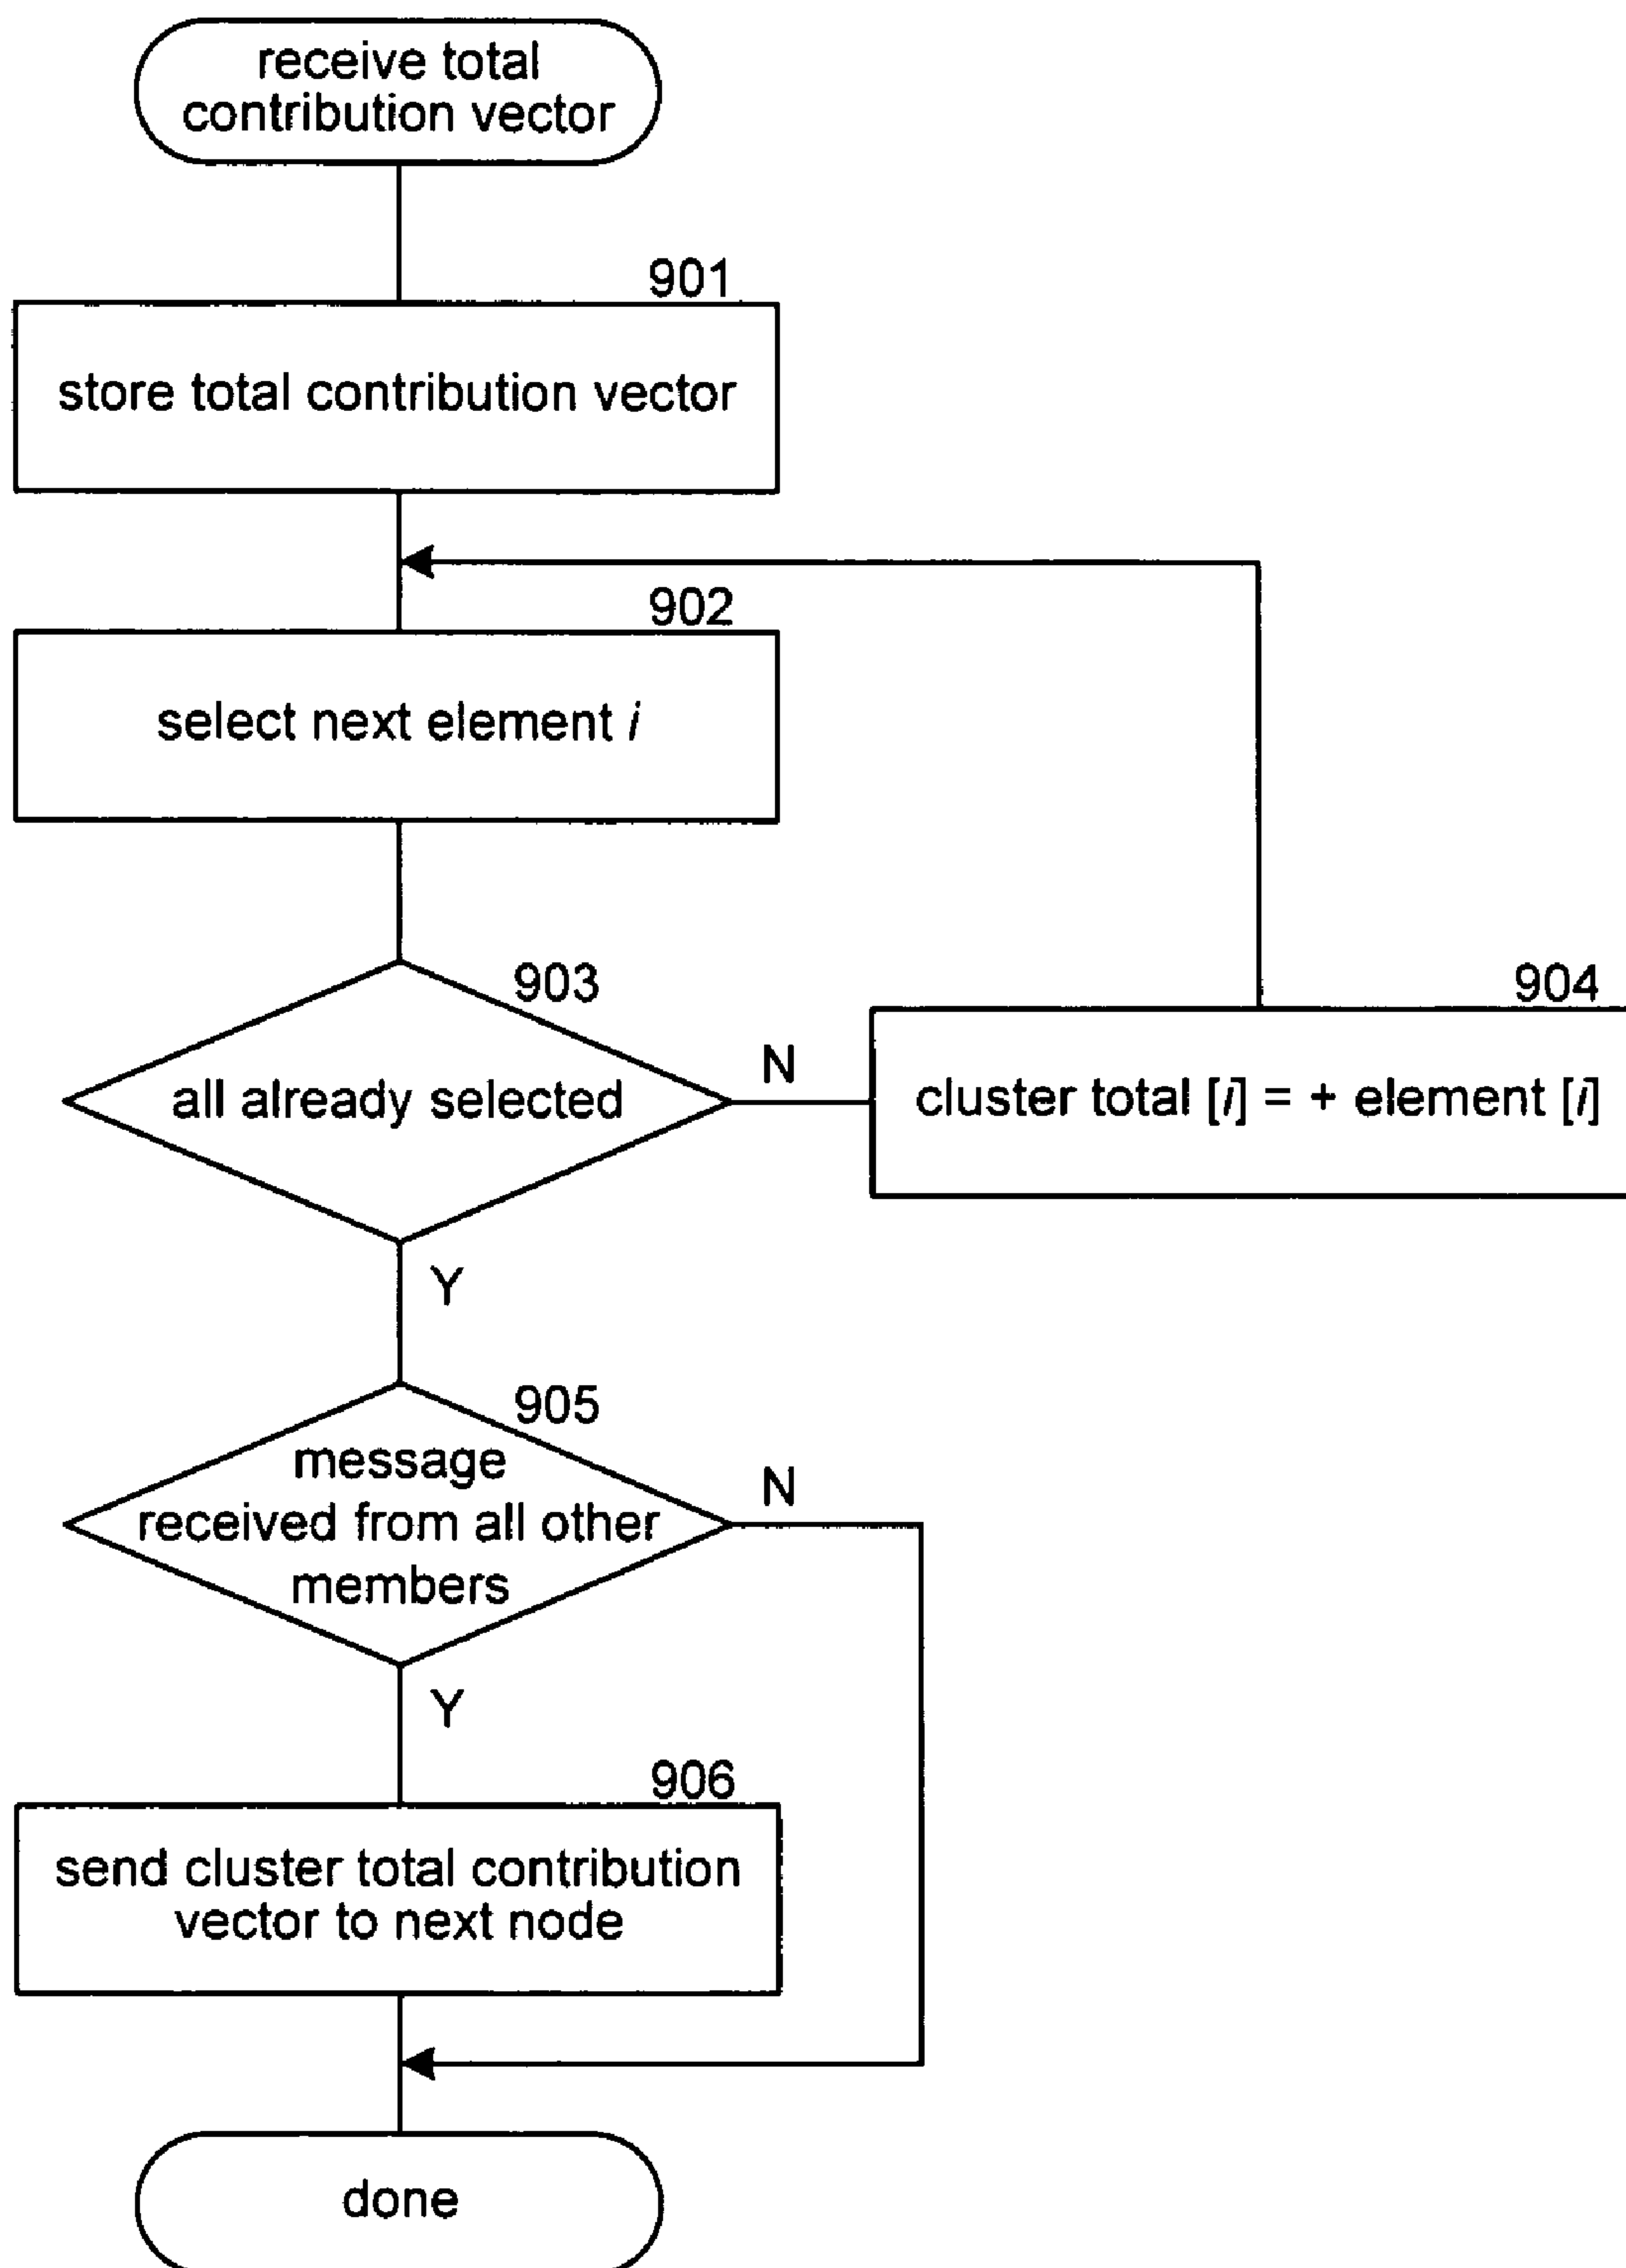 receive total
contribution vector
901
store total contribution vector
902
select next element i
903
all already selected
N
904
cluster total [i] = + element [i]
Y
905
message
received from all other
members
N
Y
906
send cluster total contribution
vector to next node
done